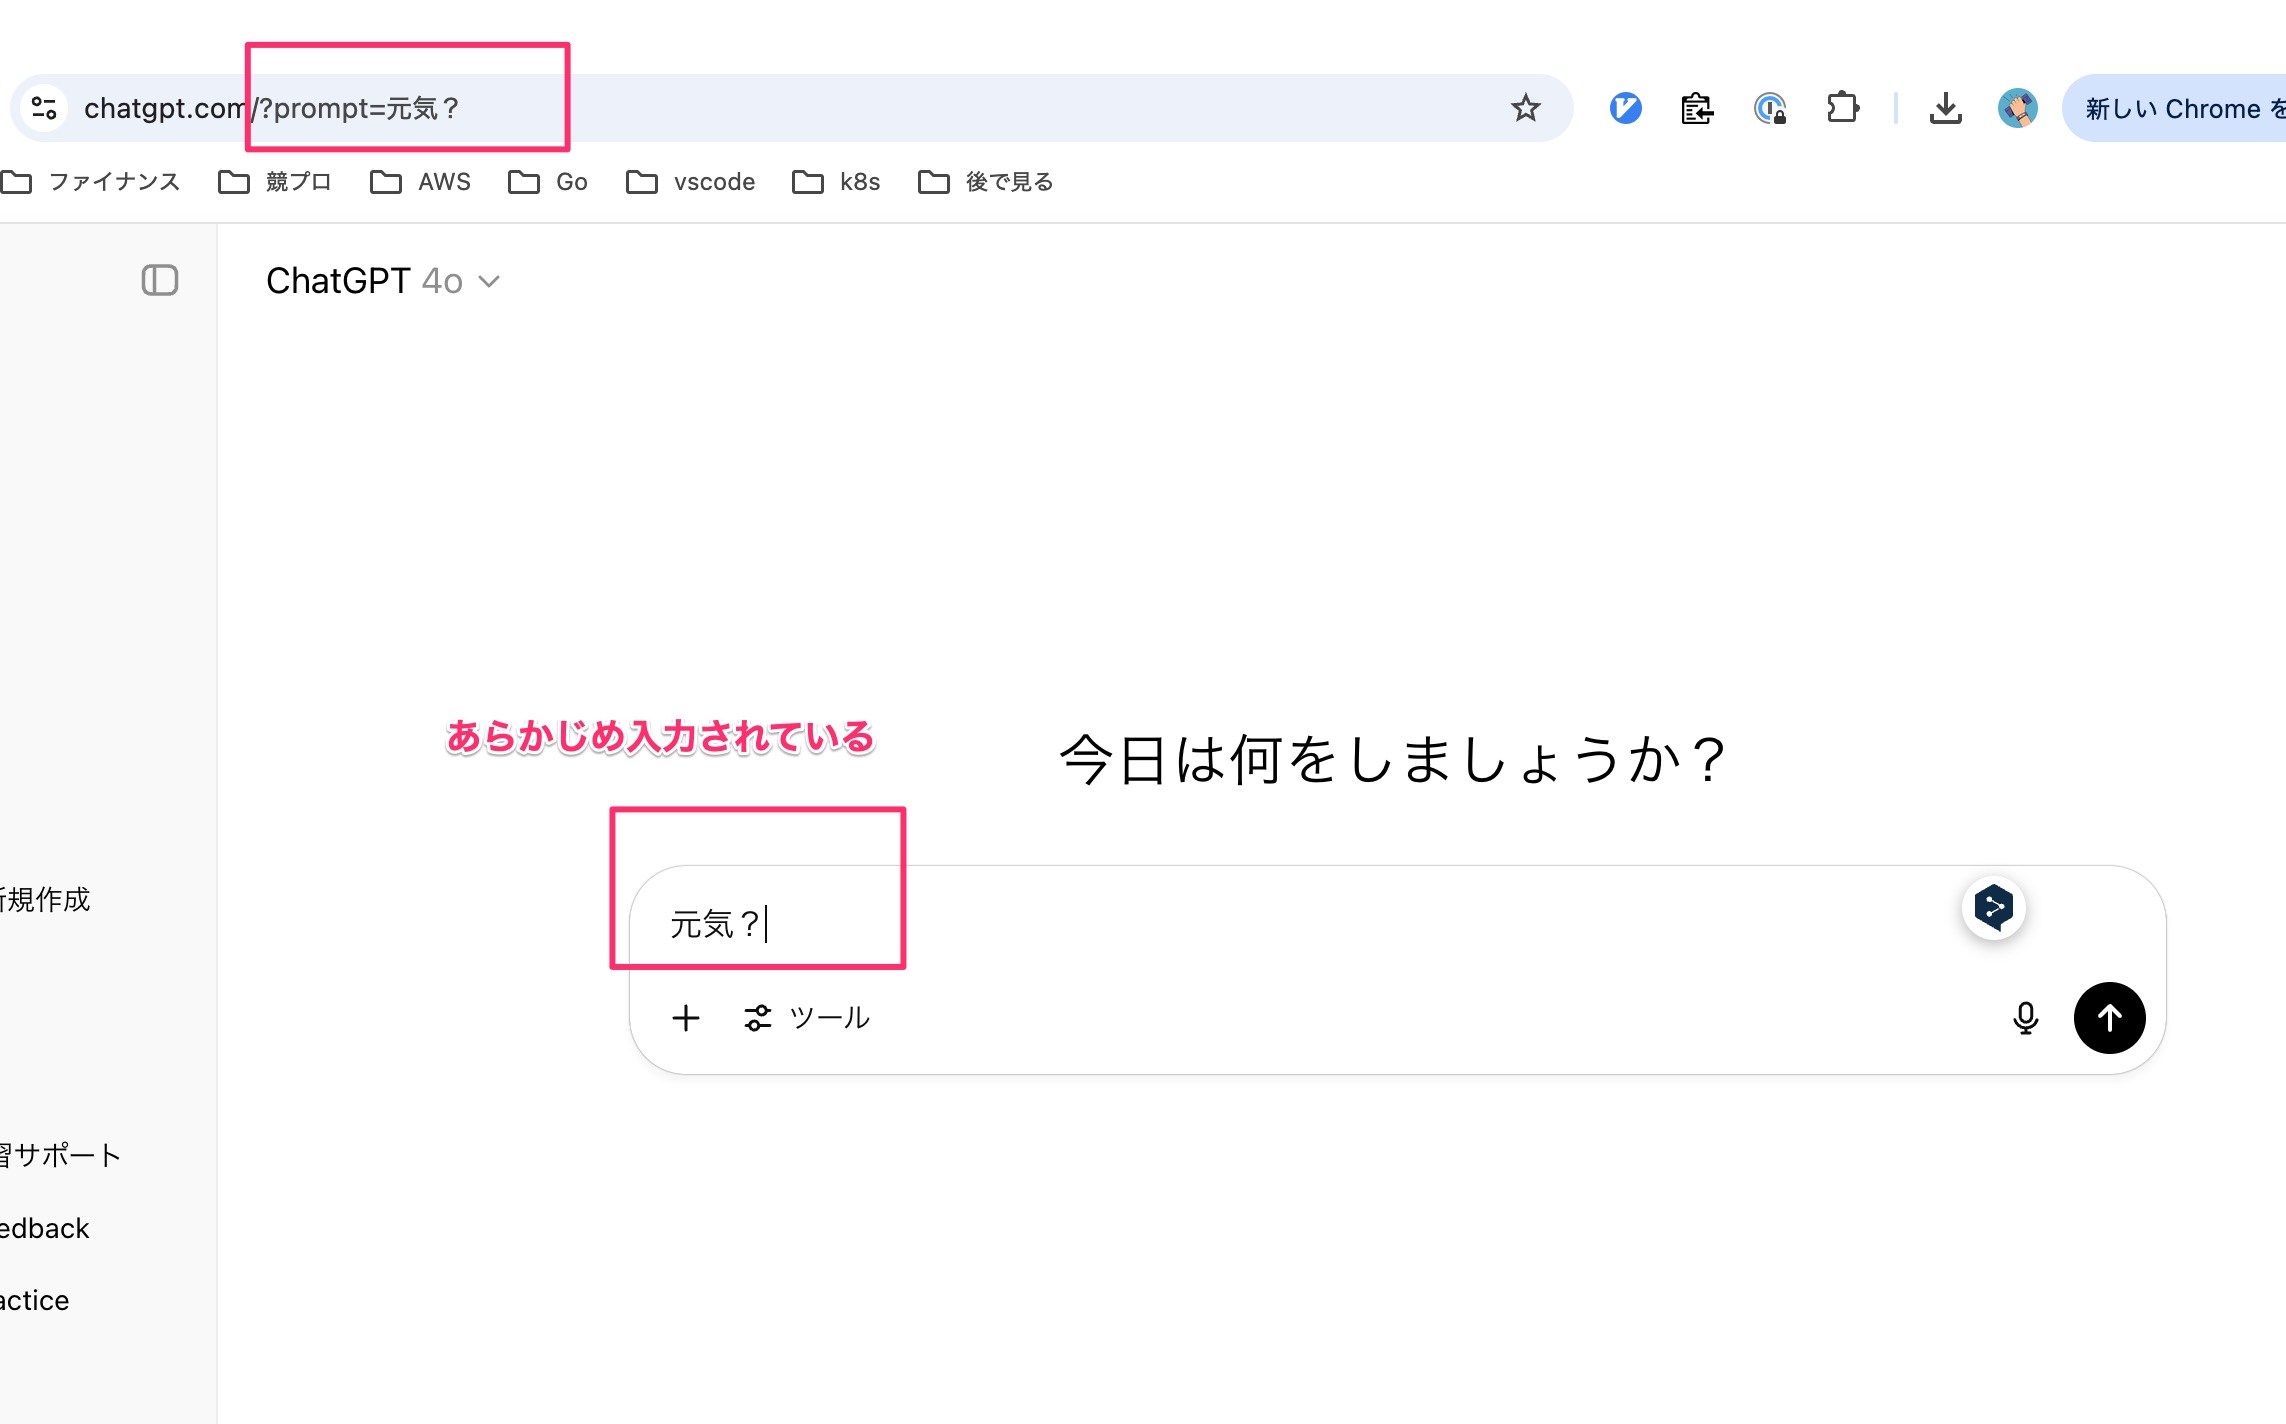 chatgpt.com/?prompt=元気？
新しい Chrome を
ファイナンス 競プロ AWS Go vscode k8s 後で見る
ChatGPT 4o
あらかじめ入力されている
今日は何をしましょうか？
元気？
ツール
新規作成
習サポート
edback
actice